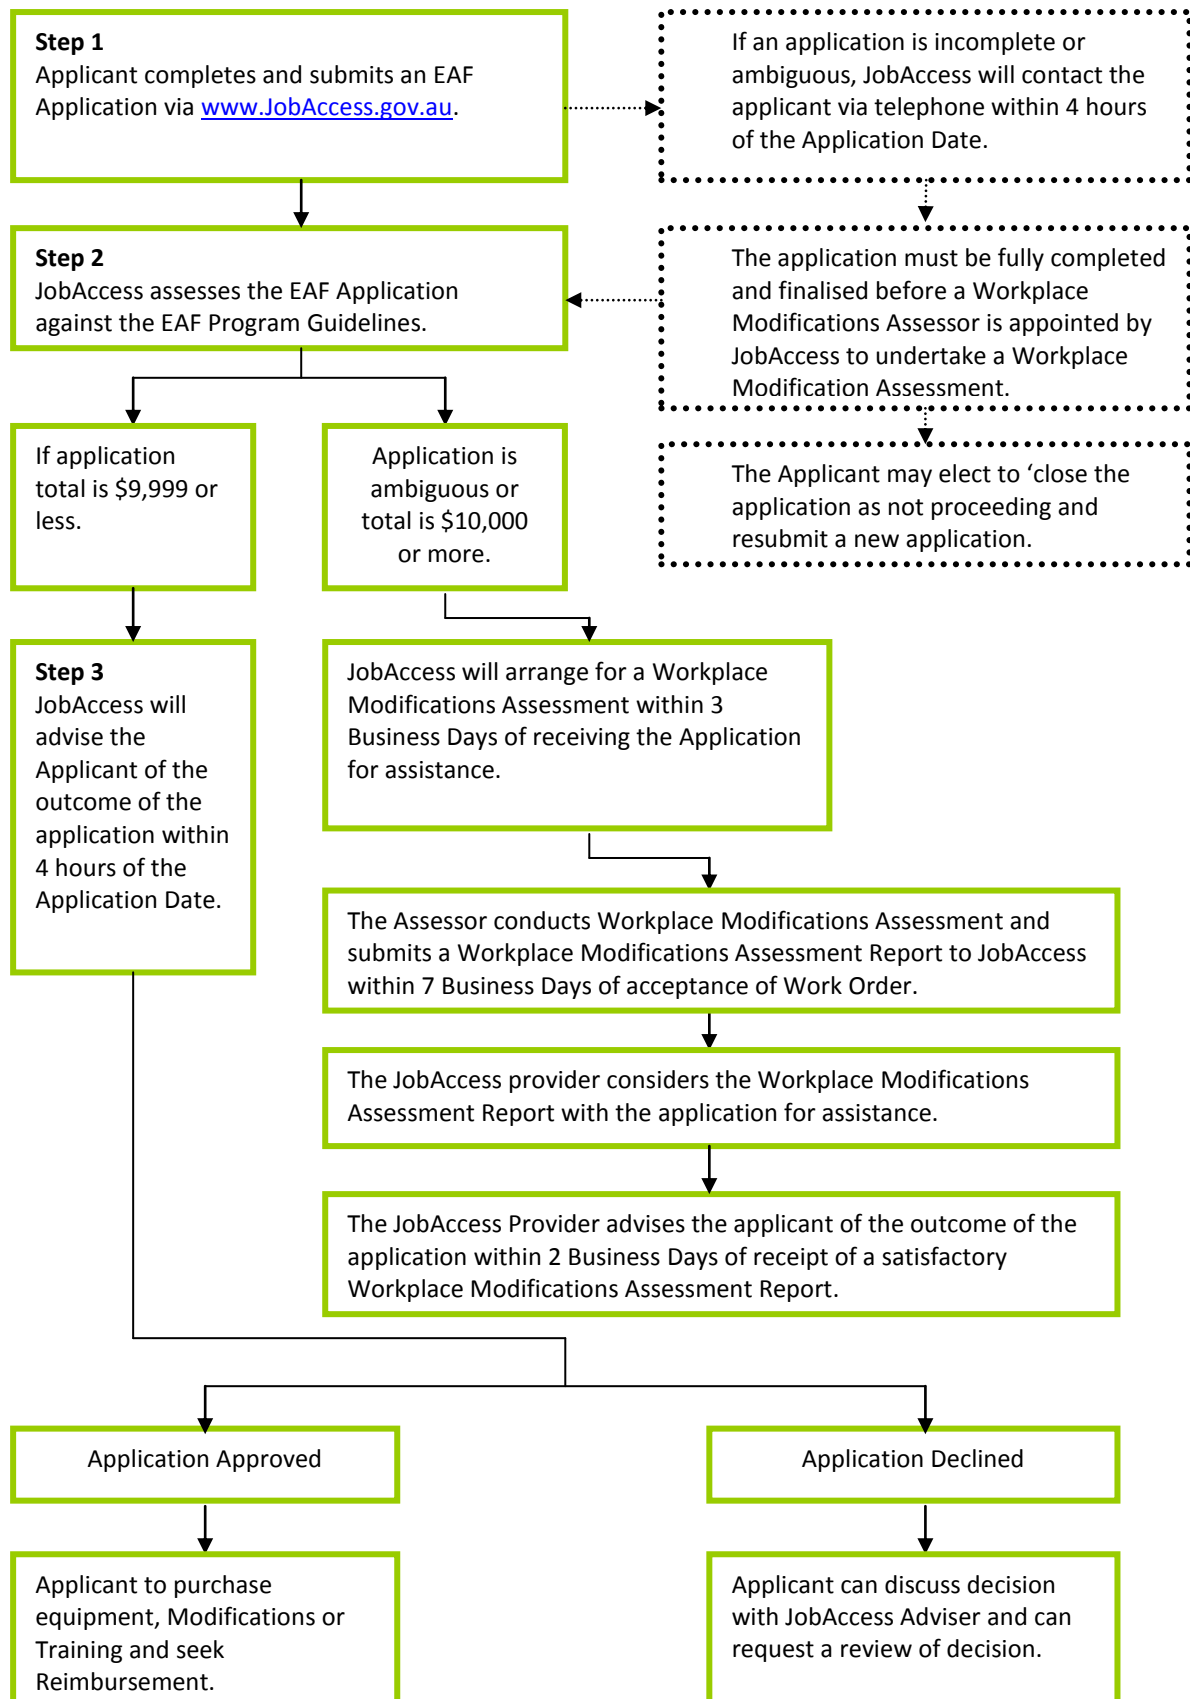 Step 1
Applicant completes and submits an EAF
Application via www.JobAccess.gov.au.
If an application is incomplete or
ambiguous, JobAccess will contact the
applicant via telephone within 4 hours
of the Application Date.
Step 2
JobAccess assesses the EAF Application
against the EAF Program Guidelines.
The application must be fully completed
and finalised before a Workplace
Modifications Assessor is appointed by
JobAccess to undertake a Workplace
Modification Assessment.
If application
total is $9,999 or
less.
Application is
ambiguous or
total is $10,000
or more.
The Applicant may elect to ‘close the
application as not proceeding and
resubmit a new application.
Step 3
JobAccess will
advise the
Applicant of the
outcome of the
application within
4 hours of the
Application Date.
JobAccess will arrange for a Workplace
Modifications Assessment within 3
Business Days of receiving the Application
for assistance.
The Assessor conducts Workplace Modifications Assessment and
submits a Workplace Modifications Assessment Report to JobAccess
within 7 Business Days of acceptance of Work Order.
The JobAccess provider considers the Workplace Modifications
Assessment Report with the application for assistance.
The JobAccess Provider advises the applicant of the outcome of the
application within 2 Business Days of receipt of a satisfactory
Workplace Modifications Assessment Report.
Application Approved
Application Declined
Applicant to purchase
equipment, Modifications or
Training and seek
Reimbursement.
Applicant can discuss decision
with JobAccess Adviser and can
request a review of decision.